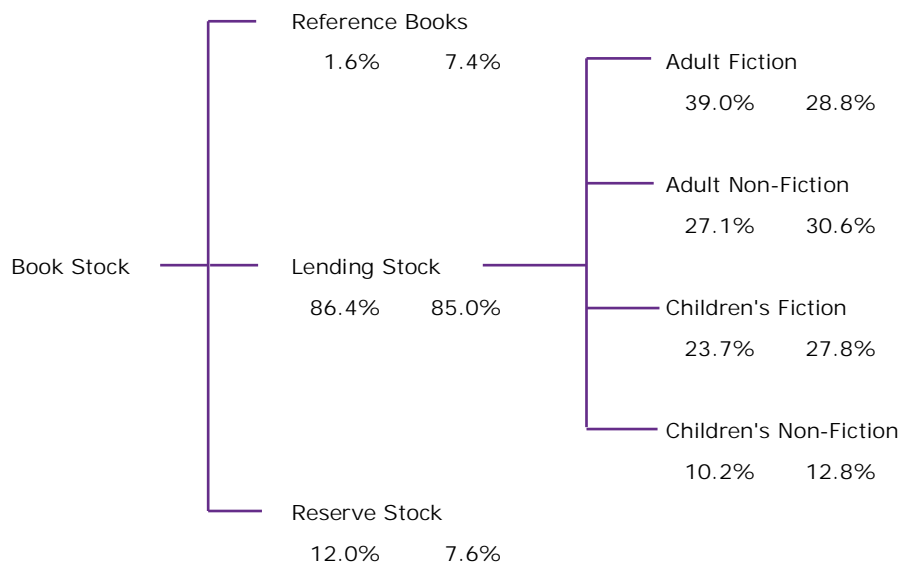 Reference Books
1.6% 7.4%
Adult Fiction
39.0% 28.8%
Adult Non-Fiction
27.1% 30.6%
Book Stock
Lending Stock
86.4% 85.0%
Children's Fiction
23.7% 27.8%
Children's Non-Fiction
10.2% 12.8%
Reserve Stock
12.0% 7.6%